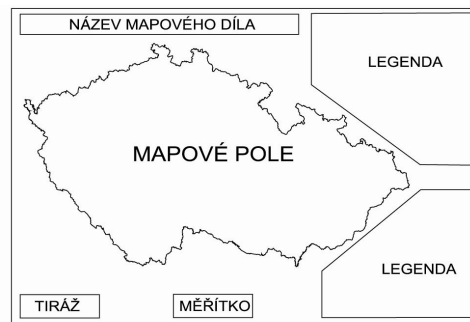 NÁZEV MAPOVÉHO DÍLA
LEGENDA
MAPOVÉ POLE
LEGENDA
TIRÁŽ
MĚŘÍTKO